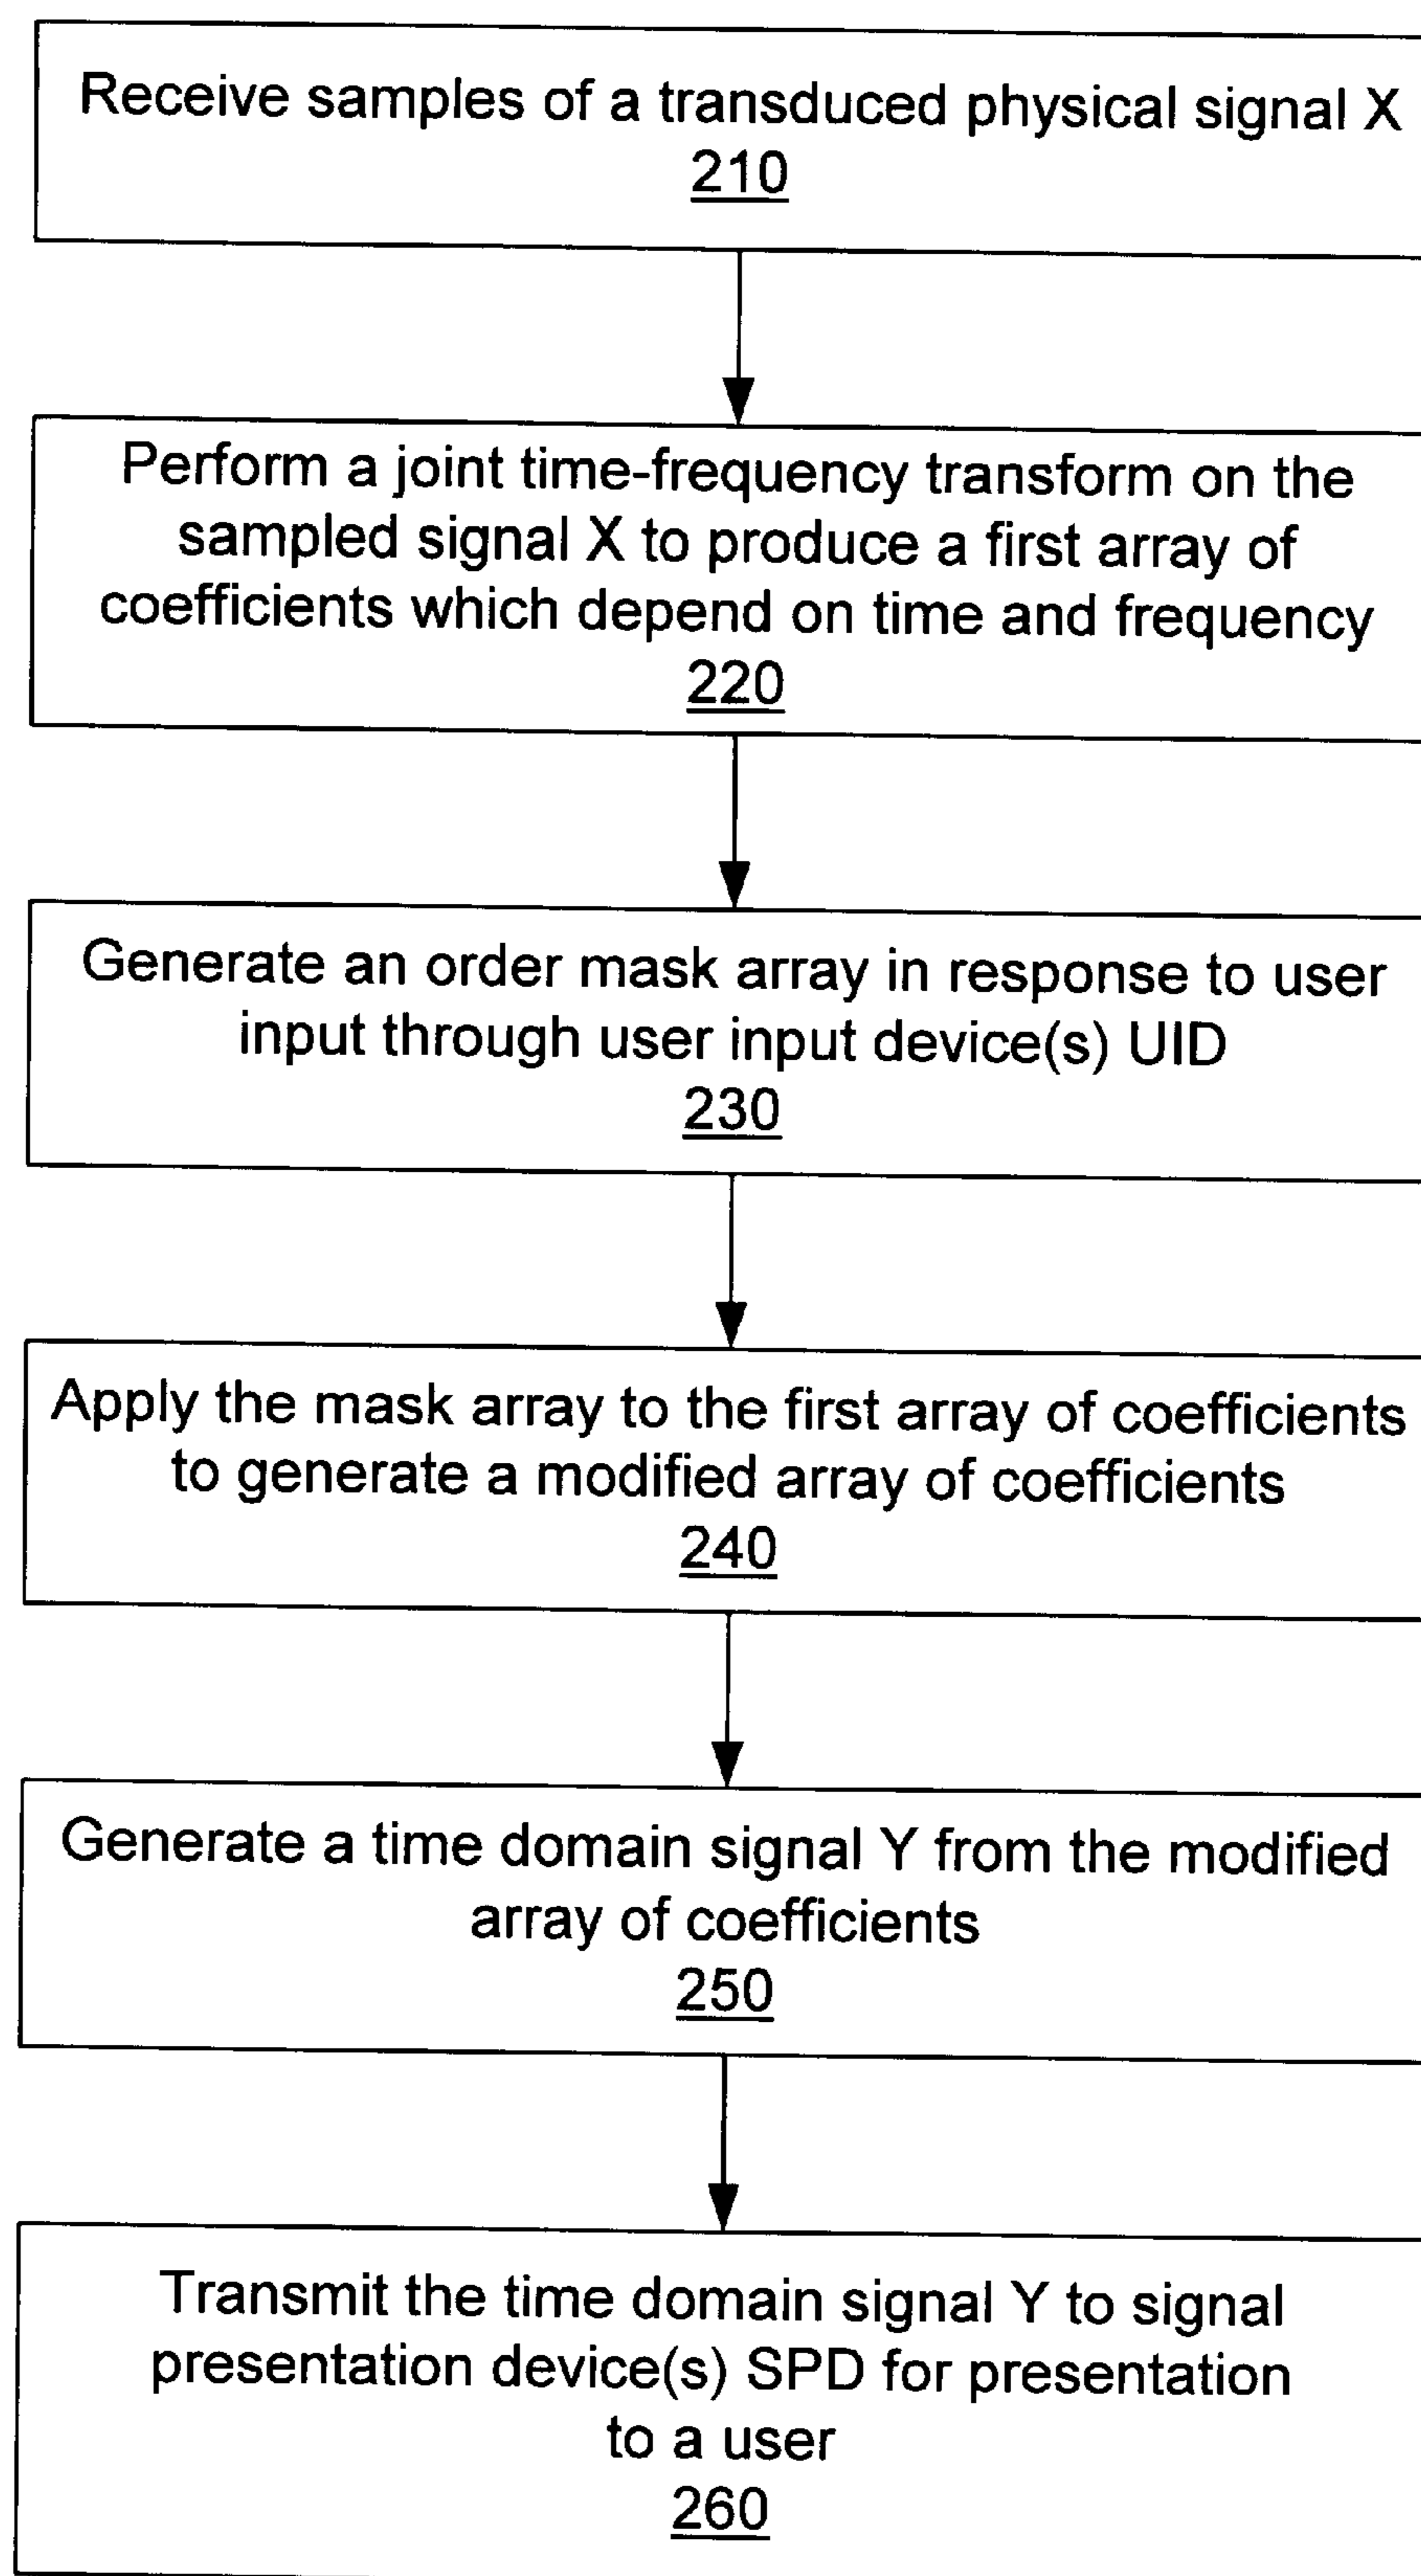 Receive samples of a transduced physical signal X
210
Perform a joint time-frequency transform on the
sampled signal X to produce a first array of
coefficients which depend on time and frequency
220
Generate an order mask array in response to user
input through user input device(s) UID
230
Apply the mask array to the first array of coefficients
to generate a modified array of coefficients
240
Generate a time domain signal Y from the modified
array of coefficients
250
Transmit the time domain signal Y to signal
presentation device(s) SPD for presentation
to a user
260